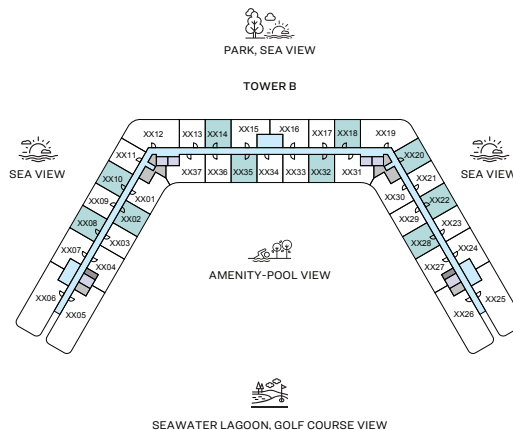 PARK, SEA VIEW
TOWER B
XX12
XX13
XX14
XX15
XX16
XX17
XX18
XX19
XX11
XX37
XX36
XX35
XX34
XX33
XX32
XX31
XX20
SEA VIEW
SEA VIEW
XX10
XX21
XX09
XX01
XX30
XX22
XX08
XX02
XX29
XX23
XX07
XX03
XX28
XX24
XX04
XX27
XX06
XX05
XX25
XX26
AMENITY-POOL VIEW
SEAWATER LAGOON, GOLF COURSE VIEW